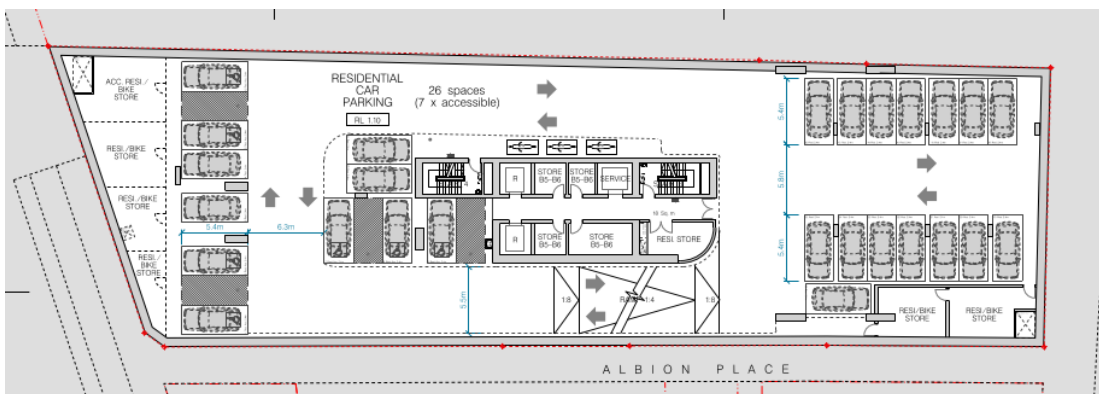 ACC. RESI./
BIKE
STORE
RESI./BIKE
STORE
RESI./BIKE
STORE
RESI./
BIKE
STORE
RESIDENTIAL
CAR
PARKING
26 spaces
(7 x accessible)
RL 1.10
5.4m
6.3m
5.5m
R
STORE
B5-B6
STORE
B5-B6
SERVICE
R
STORE
B5-B6
STORE
B5-B6
RESI. STORE
1:8
1:4
1:8
5.4m
5.8m
5.4m
RESI/BIKE
STORE
RESI/BIKE
STORE
ALBION PLACE